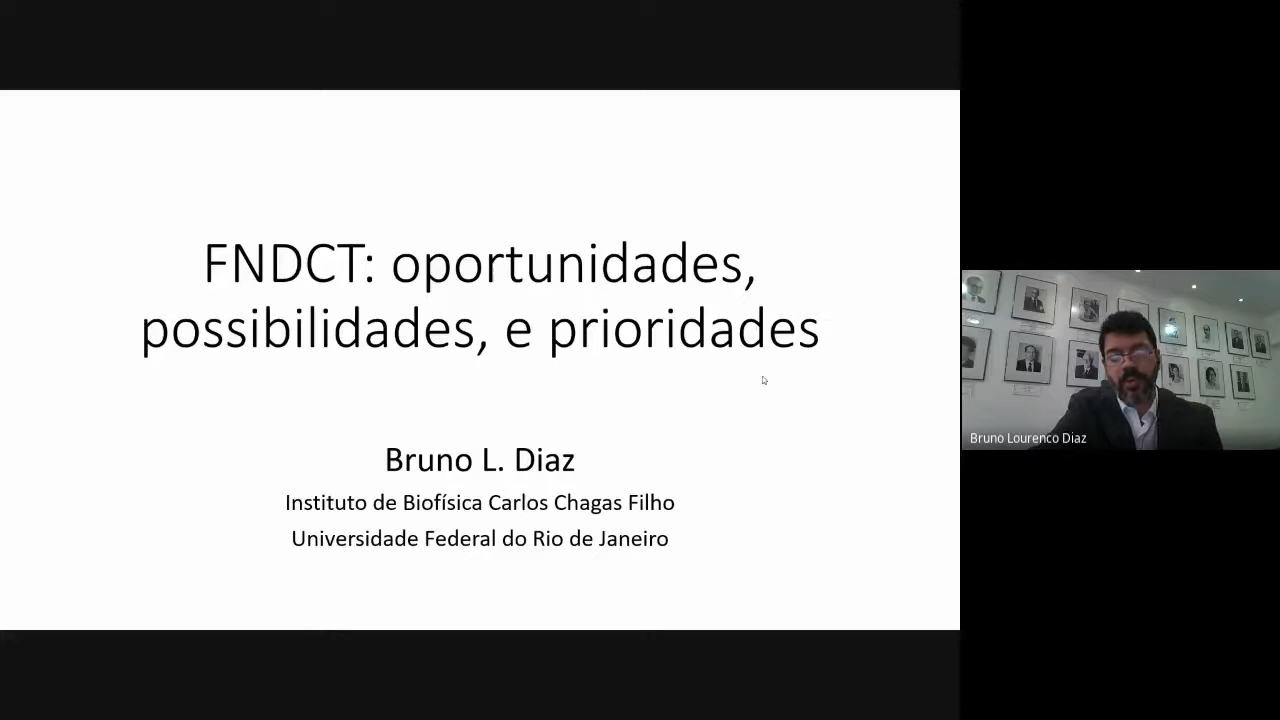 FNDCT: oportunidades,
possibilidades, e prioridades
Bruno L. Diaz
Instituto de Biofísica Carlos Chagas Filho
Universidade Federal do Rio de Janeiro
Bruno Lourenco Diaz